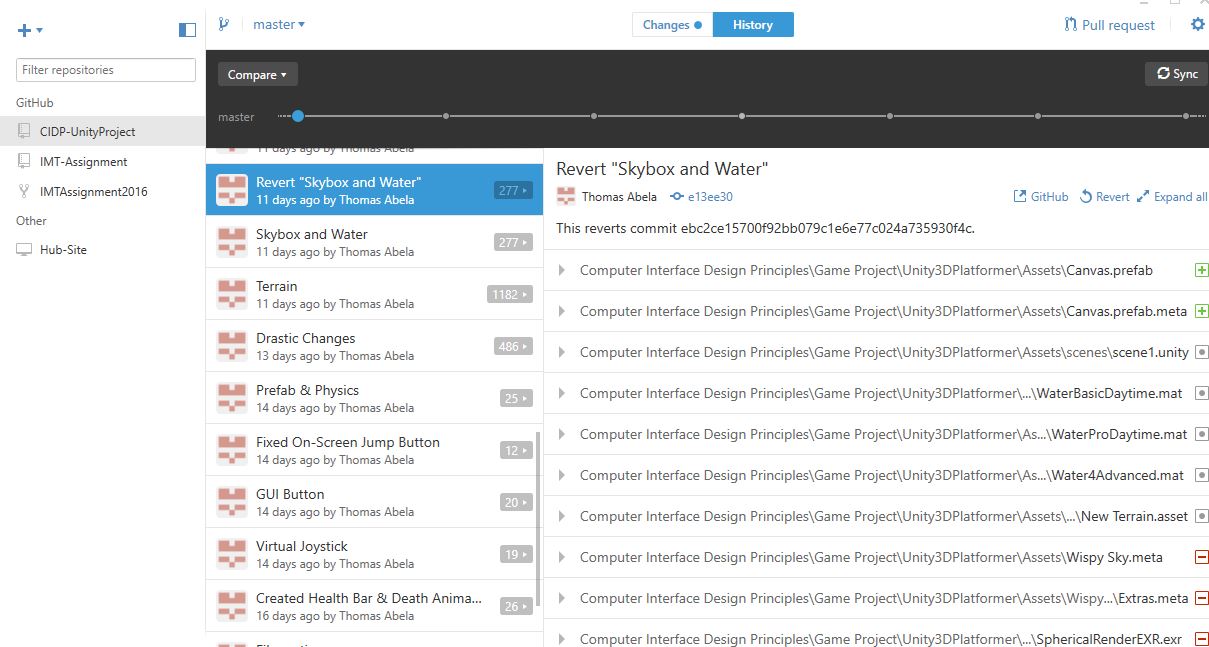 master
Changes
History
Pull request
Filter repositories
GitHub
CIDP-UnityProject
IMT-Assignment
IMTAssignment2016
Other
Hub-Site
Compare
Sync
master
11 days ago by Thomas Abela
Revert "Skybox and Water"
11 days ago by Thomas Abela
277
Skybox and Water
11 days ago by Thomas Abela
277
Terrain
11 days ago by Thomas Abela
1182
Drastic Changes
13 days ago by Thomas Abela
486
Prefab & Physics
14 days ago by Thomas Abela
25
Fixed On-Screen Jump Button
14 days ago by Thomas Abela
12
GUI Button
14 days ago by Thomas Abela
20
Virtual Joystick
14 days ago by Thomas Abela
19
Created Health Bar & Death Anima...
16 days ago by Thomas Abela
26
Revert "Skybox and Water"
Thomas Abela
e13ee30
GitHub
Revert
Expand all
This reverts commit ebc2ce15700f92bb079c1e6e77c024a735930f4c.
Computer Interface Design Principles\Game Project\Unity3DPlatformer\Assets\Canvas.prefab
Computer Interface Design Principles\Game Project\Unity3DPlatformer\Assets\Canvas.prefab.meta
Computer Interface Design Principles\Game Project\Unity3DPlatformer\Assets\scenes\scene1.unity
Computer Interface Design Principles\Game Project\Unity3DPlatformer\...\WaterBasicDaytime.mat
Computer Interface Design Principles\Game Project\Unity3DPlatformer\As...\WaterProDaytime.mat
Computer Interface Design Principles\Game Project\Unity3DPlatformer\As...\Water4Advanced.mat
Computer Interface Design Principles\Game Project\Unity3DPlatformer\Assets\...\New Terrain.asset
Computer Interface Design Principles\Game Project\Unity3DPlatformer\Assets\Wispy Sky.meta
Computer Interface Design Principles\Game Project\Unity3DPlatformer\Assets\Wispy...\Extras.meta
Computer Interface Design Principles\Game Project\Unity3DPlatformer\...\SphericalRenderEXR.exr